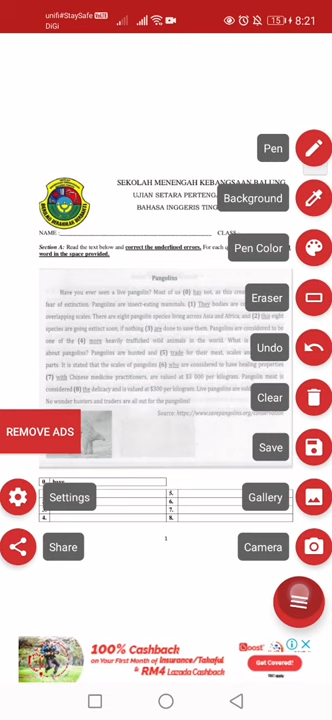 unifi#StaySafe VoLTE
DiGi
15
8:21
Pen
SEKOLAH MENENGAH KEBANGSAAN BALUNG
UJIAN SETARA PERTENGA
Background
BAHASA INGGERIS TING
NAME:
CLASS:
Pen Color
Section A: Read the text below and correct the underlined errors. For each
word in the space provided.
Pangolins
Have you ever seen a live pangolin? Most of us (0) has not, as this
fear of extinction. Pangolins are insect-eating mammals. (1) They bodies are
Eraser
overlapping scales. There are eight pangolin species living across Asia and Africa, and (2) this eight
species are going extinct soon, if nothing (3) are done to save them. Pangolins are considered to be
one of the (4) more heavily trafficked wild animals in the world. What is
Undo
about pangolins? Pangolins are hunted and (5) trade for their meat, scales and
parts. It is stated that the scales of pangolins (6) who are considered to have healing properties
(7) with Chinese medicine practitioners, are valued at $3 000 per kilogram. Pangolin meat is
considered (8) the delicacy and is valued at $300 per kilogram. Live pangolins are
Clear
No wonder hunters and traders are all out for the pangolins!
REMOVE ADS
Save
0. have
5.
Settings
6.
Gallery
7.
4.
8.
Share
1
Camera
100% Cashback
on Your First Month of Insurance/Takaful
& RM4 Lazada Cashback
Boost
Get Covered!